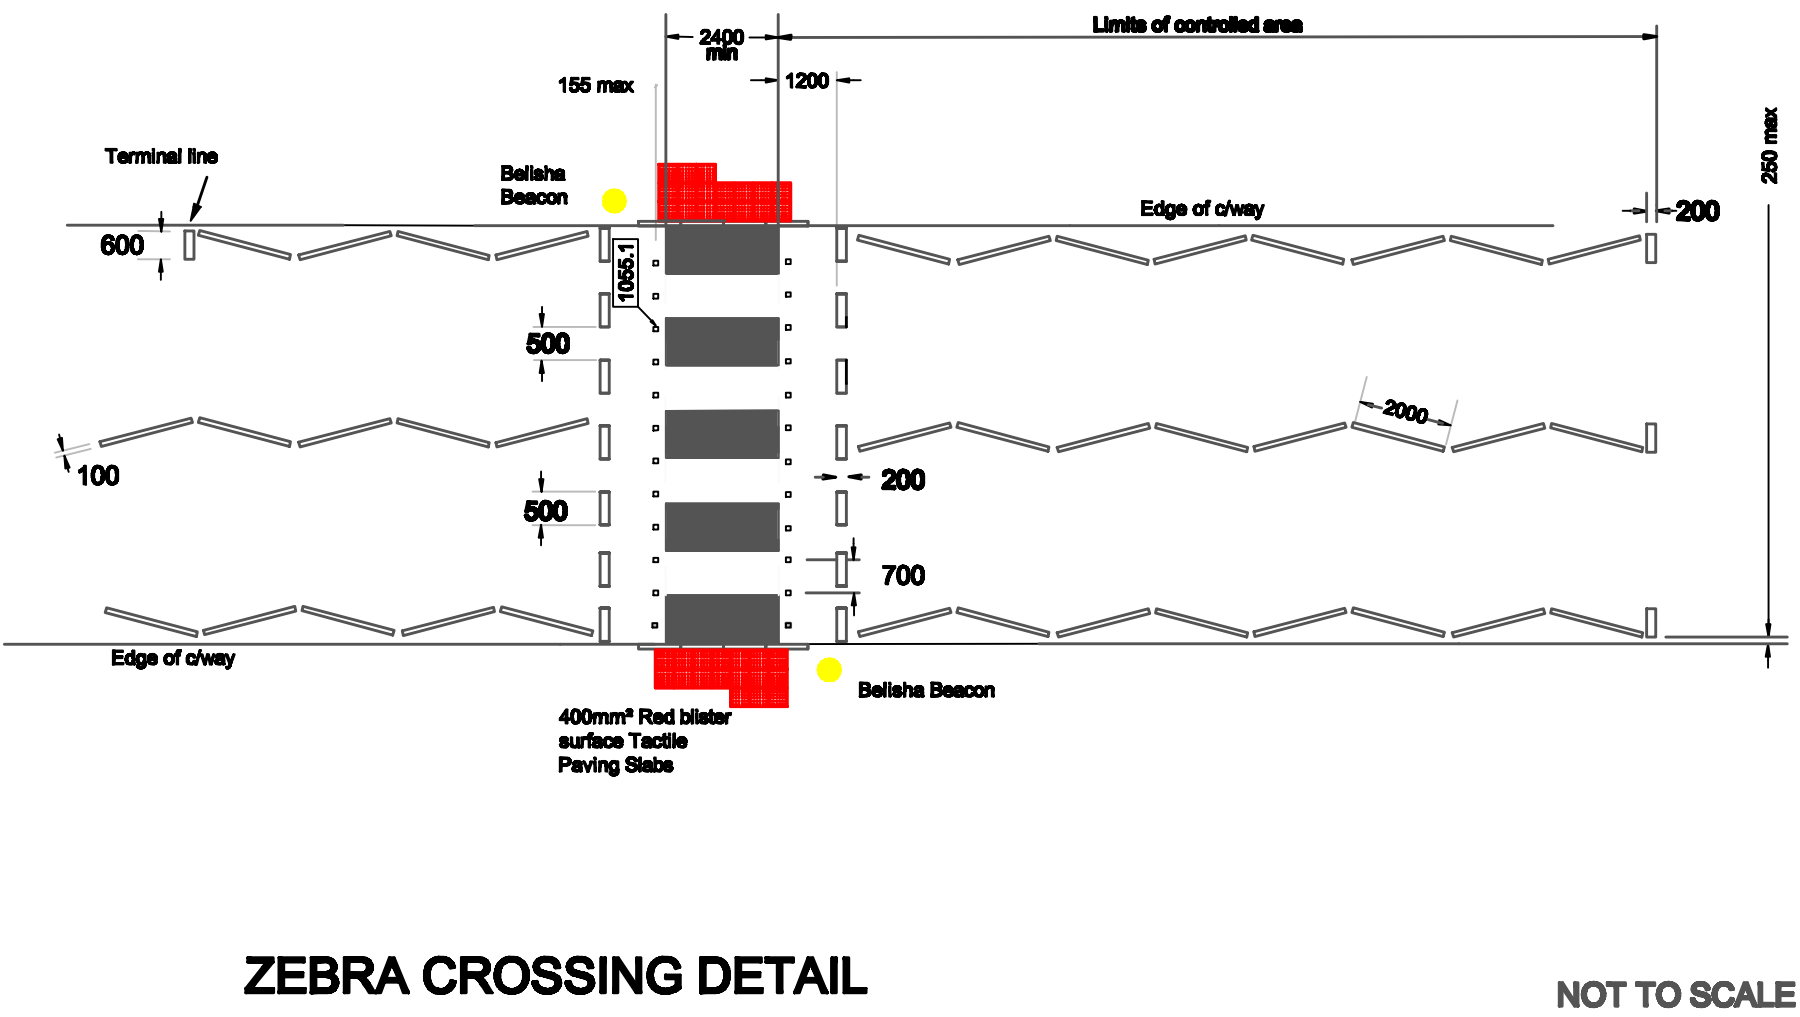 Limits of controlled area
2400
min
155 max
1200
250 max
Terminal line
Belisha
Beacon
Edge of c/way
200
600
1055.1
500
2000
100
200
500
700
Edge of c/way
Belisha Beacon
400mm² Red blister
surface Tactile
Paving Slabs
ZEBRA CROSSING DETAIL
NOT TO SCALE